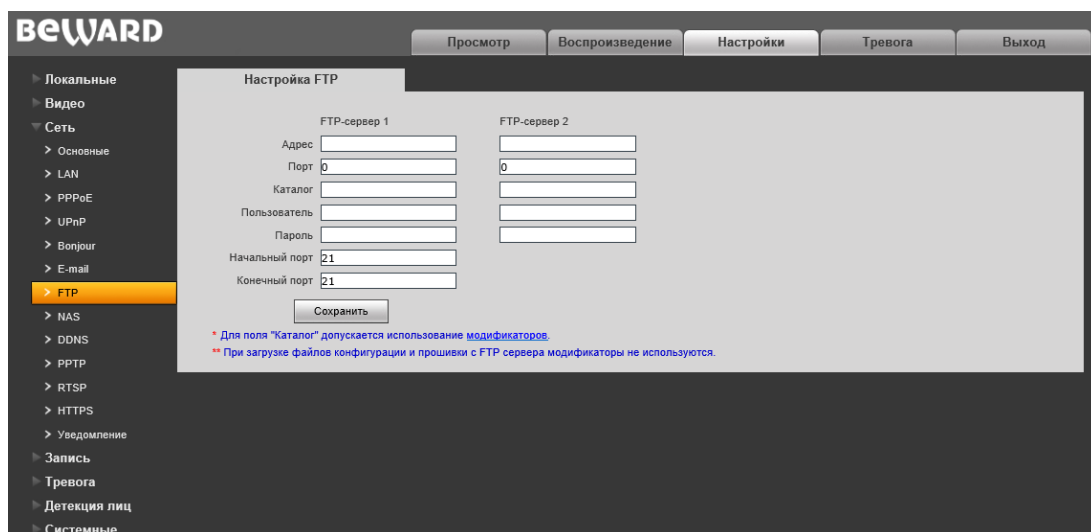 BEWARD
Просмотр
Воспроизведение
Настройки
Тревога
Выход
Локальные
Видео
Сеть
Основные
LAN
PPPoE
UPnP
Bonjour
E-mail
FTP
NAS
DDNS
PPTP
RTSP
HTTPS
Уведомление
Запись
Тревога
Детекция лиц
Системные
Настройка FTP
FTP-сервер 1 FTP-сервер 2
Адрес
Порт 0 0
Каталог
Пользователь
Пароль
Начальный порт 21
Конечный порт 21
Сохранить
* Для поля "Каталог" допускается использование модификаторов.
** При загрузке файлов конфигурации и прошивки с FTP сервера модификаторы не используются.